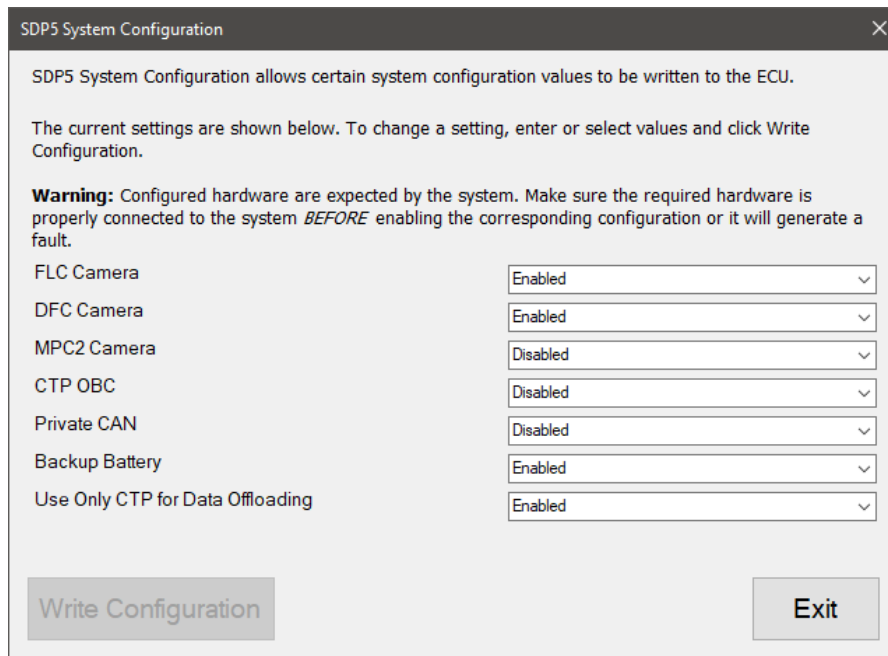 SDP5 System Configuration
SDP5 System Configuration allows certain system configuration values to be written to the ECU.
The current settings are shown below. To change a setting, enter or select values and click Write
Configuration.
Warning: Configured hardware are expected by the system. Make sure the required hardware is
properly connected to the system BEFORE enabling the corresponding configuration or it will generate a
fault.
FLC Camera Enabled
DFC Camera Enabled
MPC2 Camera Disabled
CTP OBC Disabled
Private CAN Disabled
Backup Battery Enabled
Use Only CTP for Data Offloading Enabled
Write Configuration Exit